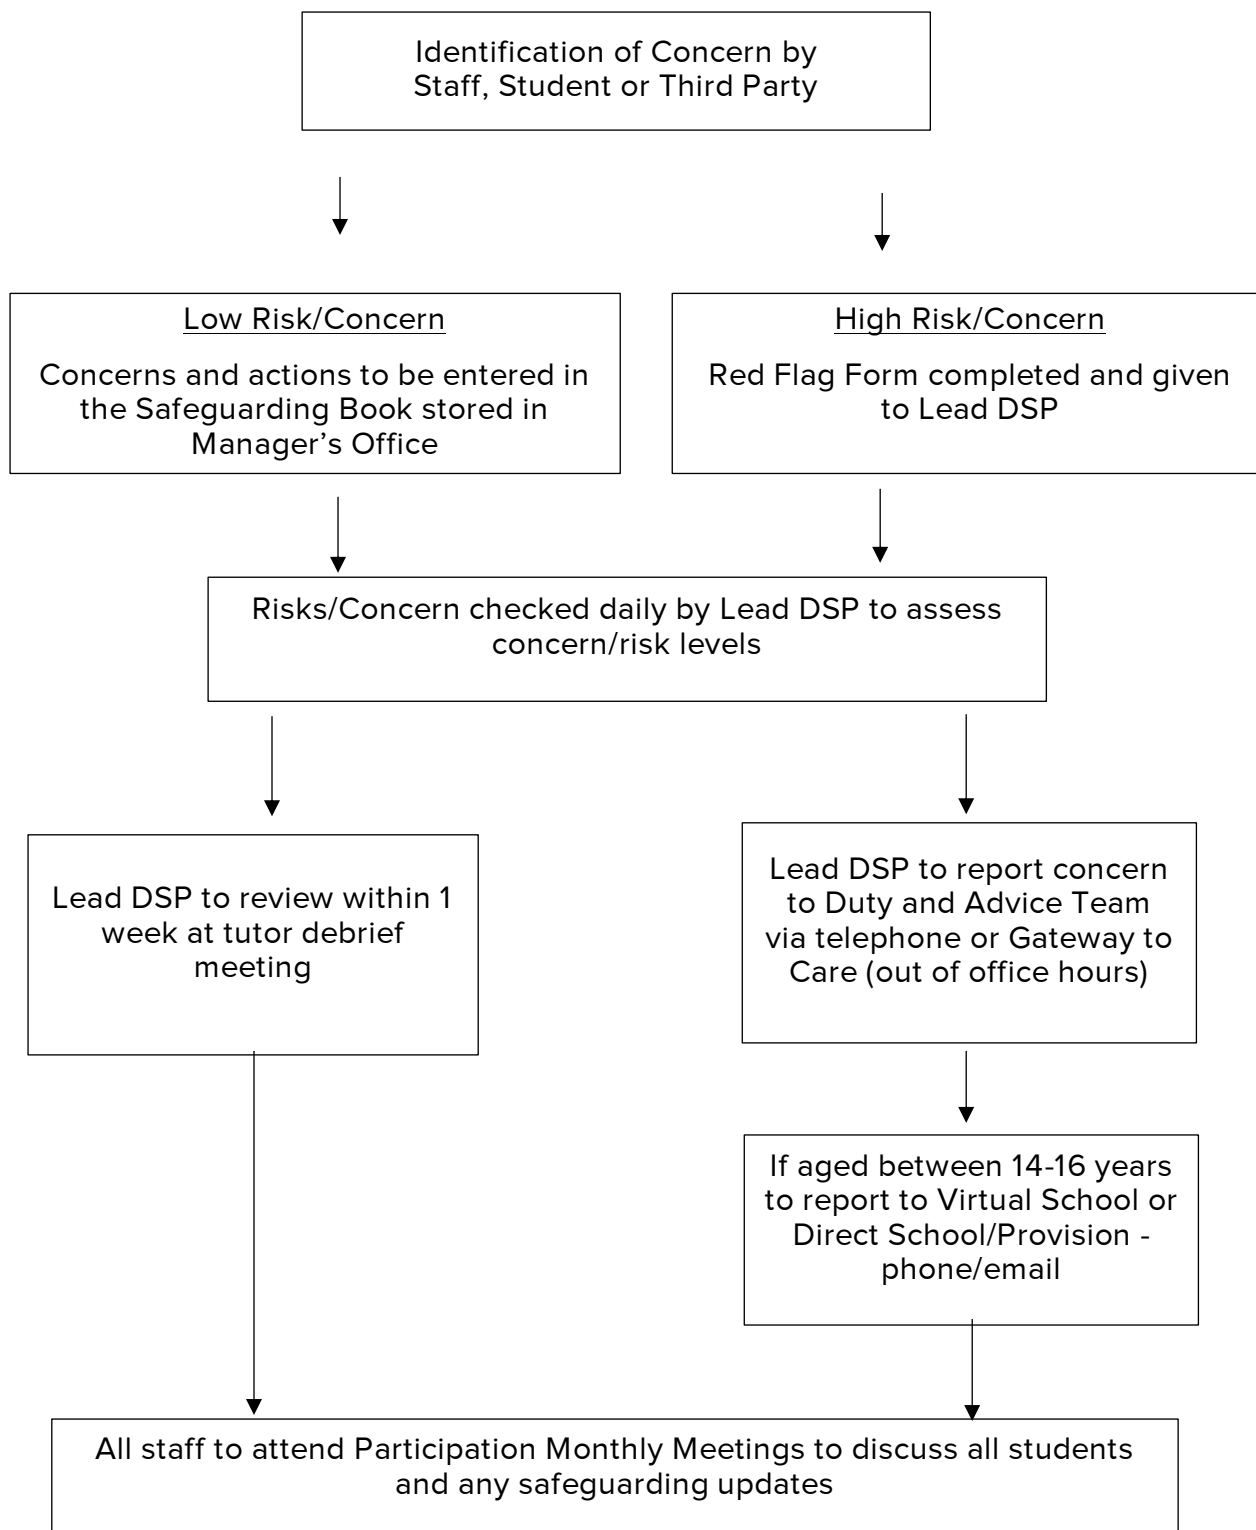 Identification of Concern by
Staff, Student or Third Party
Low Risk/Concern
Concerns and actions to be entered in
the Safeguarding Book stored in
Manager’s Office
High Risk/Concern
Red Flag Form completed and given
to Lead DSP
Risks/Concern checked daily by Lead DSP to assess
concern/risk levels
Lead DSP to review within 1
week at tutor debrief
meeting
Lead DSP to report concern
to Duty and Advice Team
via telephone or Gateway to
Care (out of office hours)
If aged between 14-16 years
to report to Virtual School or
Direct School/Provision -
phone/email
All staff to attend Participation Monthly Meetings to discuss all students
and any safeguarding updates